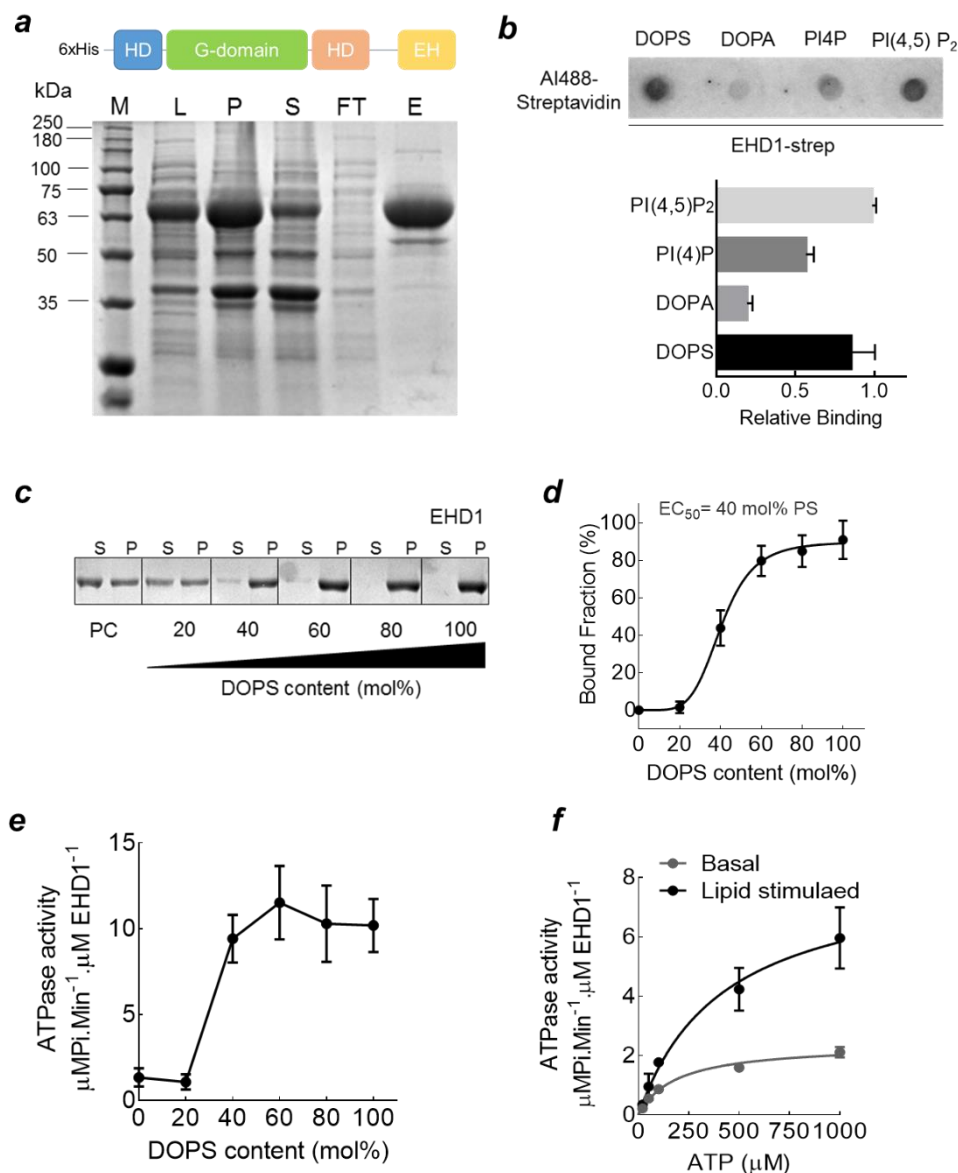 a
6xHis HD G-domain HD EH
kDa
M L P S FT E
250
180
100
75
63
50
35
b
DOPS DOPA PI4P PI(4,5) P₂
Al488-
Streptavidin
EHD1-strep
PI(4,5)P₂
PI(4)P
DOPA
DOPS
0.0 0.5 1.0
Relative Binding
c
EHD1
S P S P S P S P S P S P
PC 20 40 60 80 100
DOPS content (mol%)
d
EC₅₀= 40 mol% PS
Bound Fraction (%)
100
80
60
40
20
0
0 20 40 60 80 100
DOPS content (mol%)
e
ATPase activity
μMPi.Min⁻¹.μM EHD1⁻¹
15
10
5
0
0 20 40 60 80 100
DOPS content (mol%)
f
Basal
Lipid stimulaed
ATPase activity
μMPi.Min⁻¹.μM EHD1⁻¹
8
6
4
2
0
250 500 750 1000
ATP (μM)